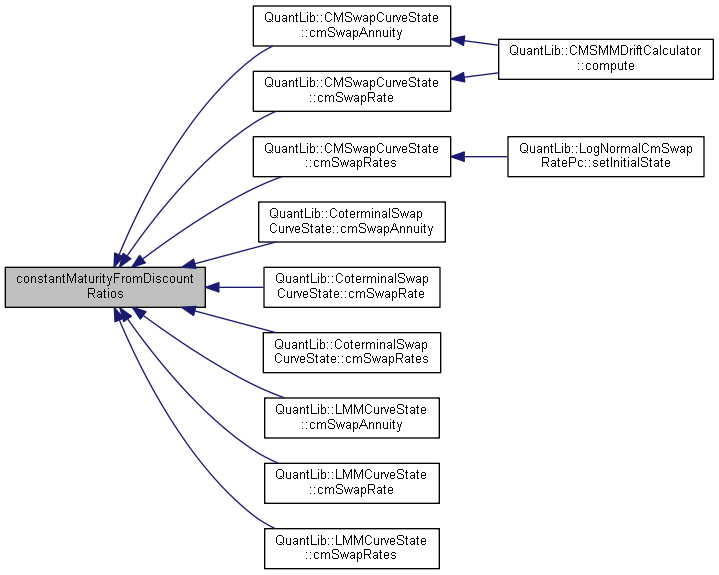 QuantLib::CMSwapCurveState
::cmSwapAnnuity
QuantLib::CMSMMDriftCalculator
::compute
QuantLib::CMSwapCurveState
::cmSwapRate
QuantLib::CMSwapCurveState
::cmSwapRates
QuantLib::LogNormalCmSwap
RatePc::setInitialState
QuantLib::CoterminalSwap
CurveState::cmSwapAnnuity
constantMaturityFromDiscount
Ratios
QuantLib::CoterminalSwap
CurveState::cmSwapRate
QuantLib::CoterminalSwap
CurveState::cmSwapRates
QuantLib::LMMCurveState
::cmSwapAnnuity
QuantLib::LMMCurveState
::cmSwapRate
QuantLib::LMMCurveState
::cmSwapRates